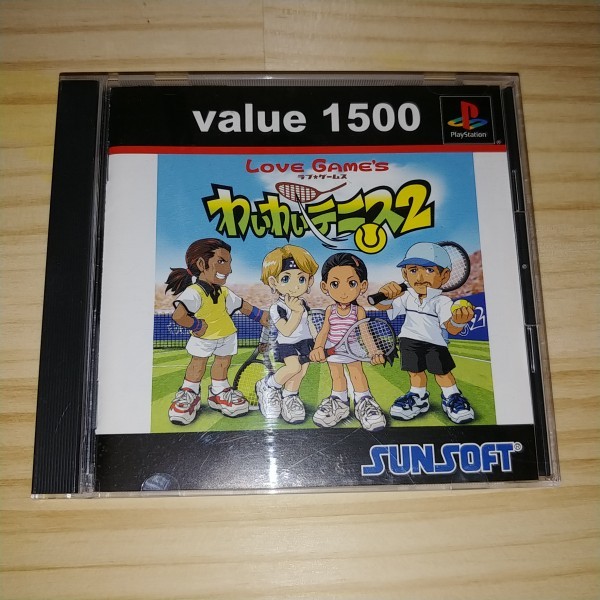 value 1500
PlayStation
LOVE GAME'S
ラブ★ゲームス
わいわいテニス2
2
SUNSOFT®